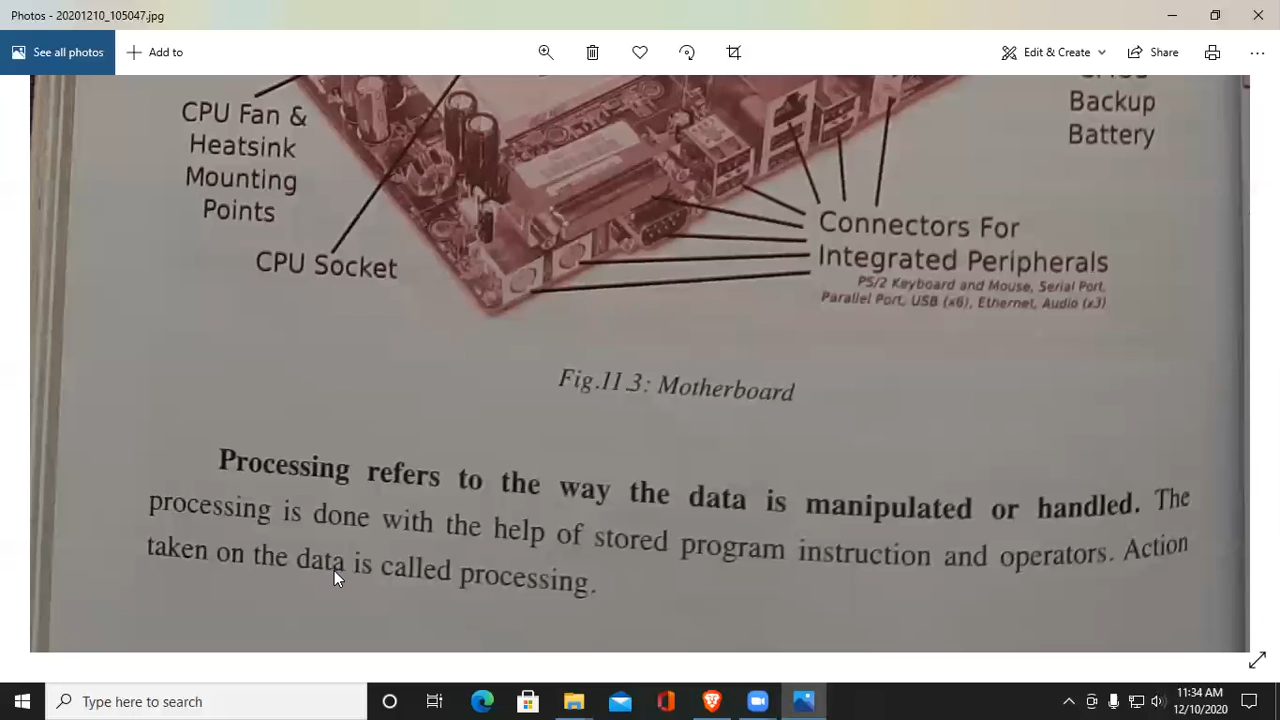 Photos - 20201210_105047.jpg
See all photos
Add to
Edit & Create
Share
CPU Fan &
Heatsink
Mounting
Points
CPU Socket
Backup
Battery
Connectors For
Integrated Peripherals
PS/2 Keyboard and Mouse, Serial Port,
Parallel Port, USB (x6), Ethernet, Audio (x3)
Fig.11.3: Motherboard
Processing refers to the way the data is manipulated or handled. The
processing is done with the help of stored program instruction and operators. Action
taken on the data is called processing.
Type here to search
11:34 AM
12/10/2020